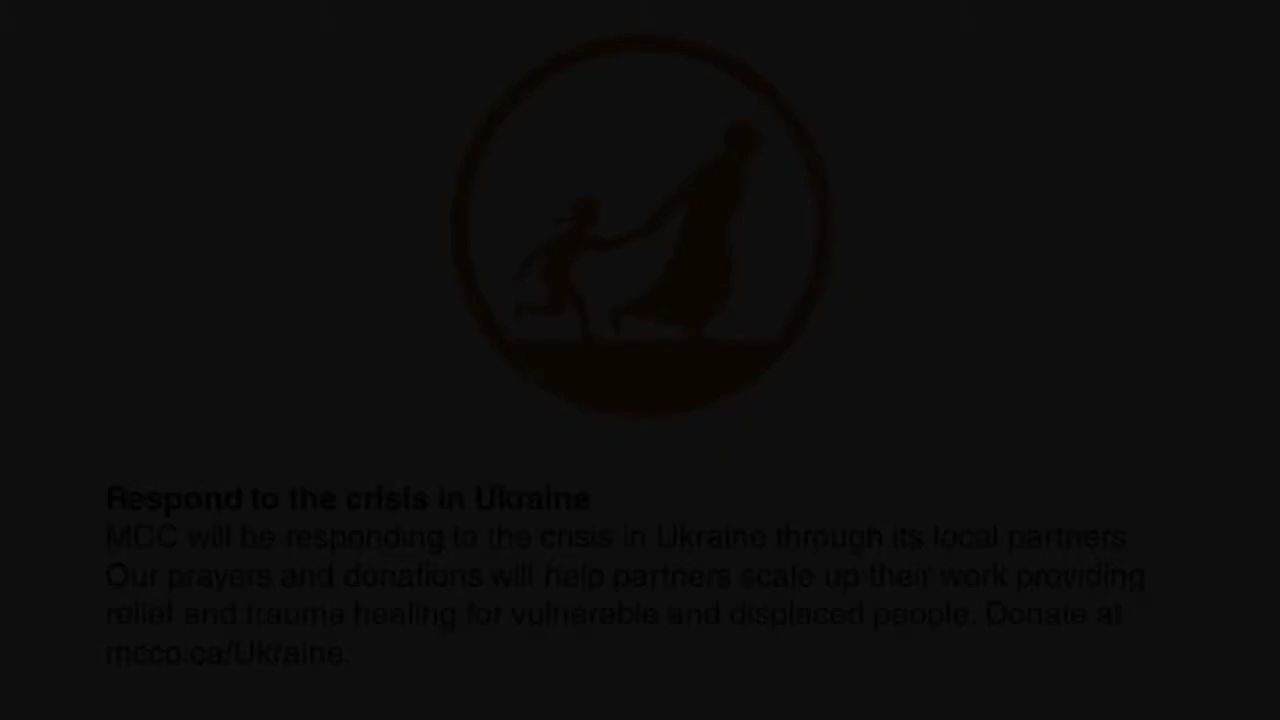 Respond to the crisis in Ukraine
MCC will be responding to the crisis in Ukraine through its local partners.
Our prayers and donations will help partners scale up their work providing
relief and trauma healing for vulnerable and displaced people. Donate at
mcco.ca/Ukraine.